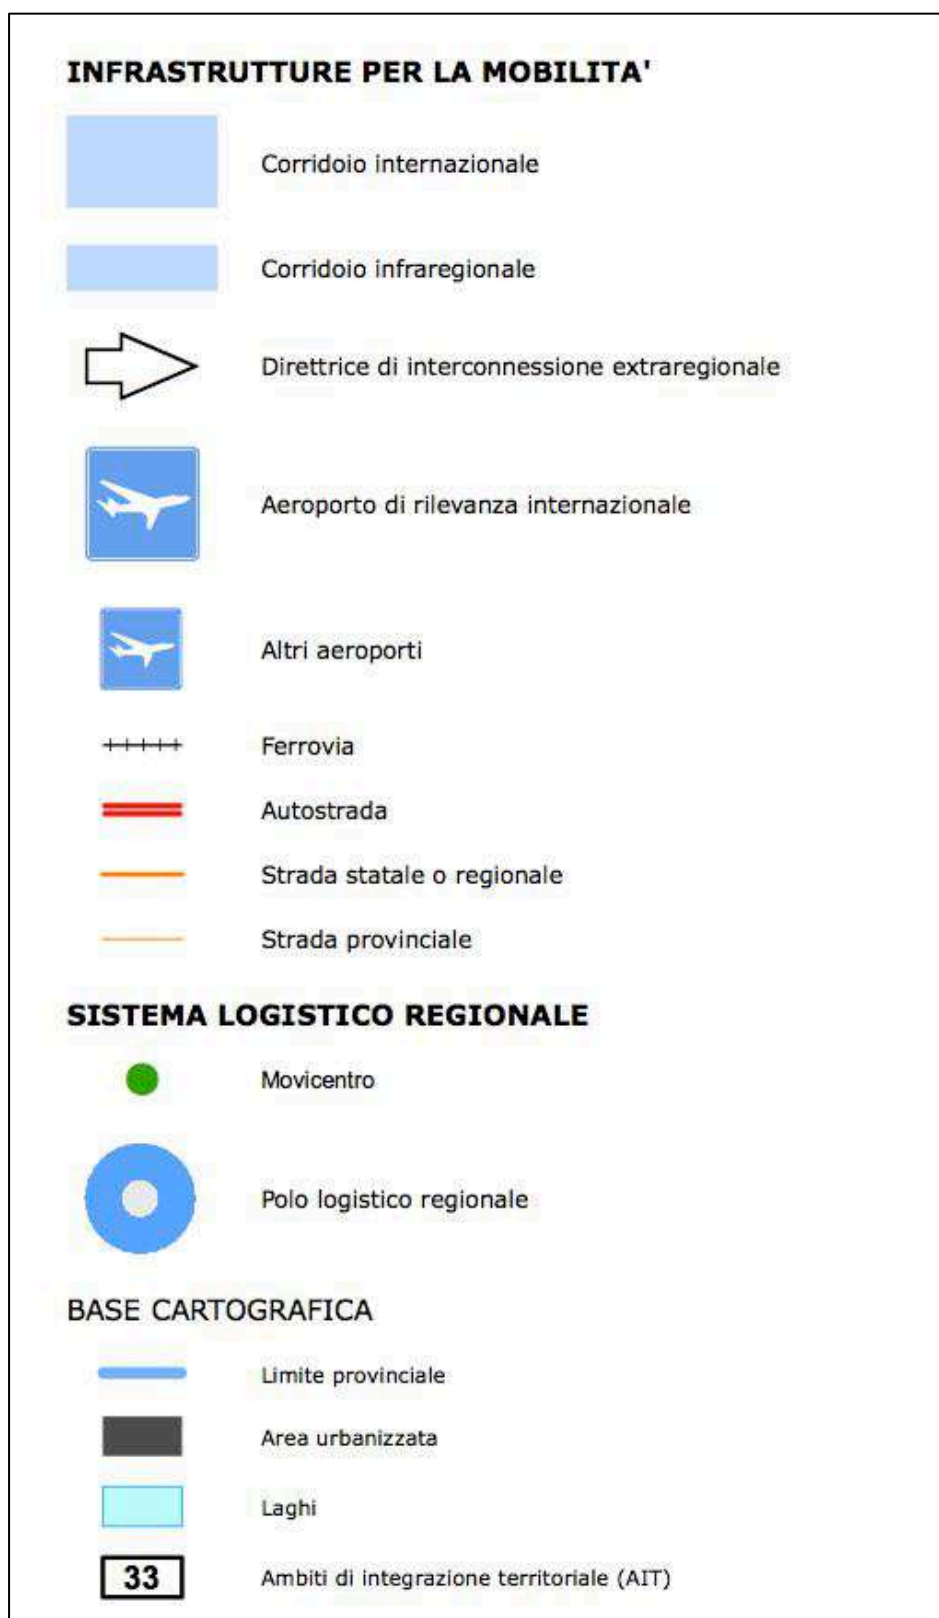 INFRASTRUTTURE PER LA MOBILITA'
Corridoio internazionale
Corridoio infraregionale
Direttrice di interconnessione extraregionale
Aeroporto di rilevanza internazionale
Altri aeroporti
Ferrovia
Autostrada
Strada statale o regionale
Strada provinciale
SISTEMA LOGISTICO REGIONALE
Movicentro
Polo logistico regionale
BASE CARTOGRAFICA
Limite provinciale
Area urbanizzata
Laghi
33 Ambiti di integrazione territoriale (AIT)